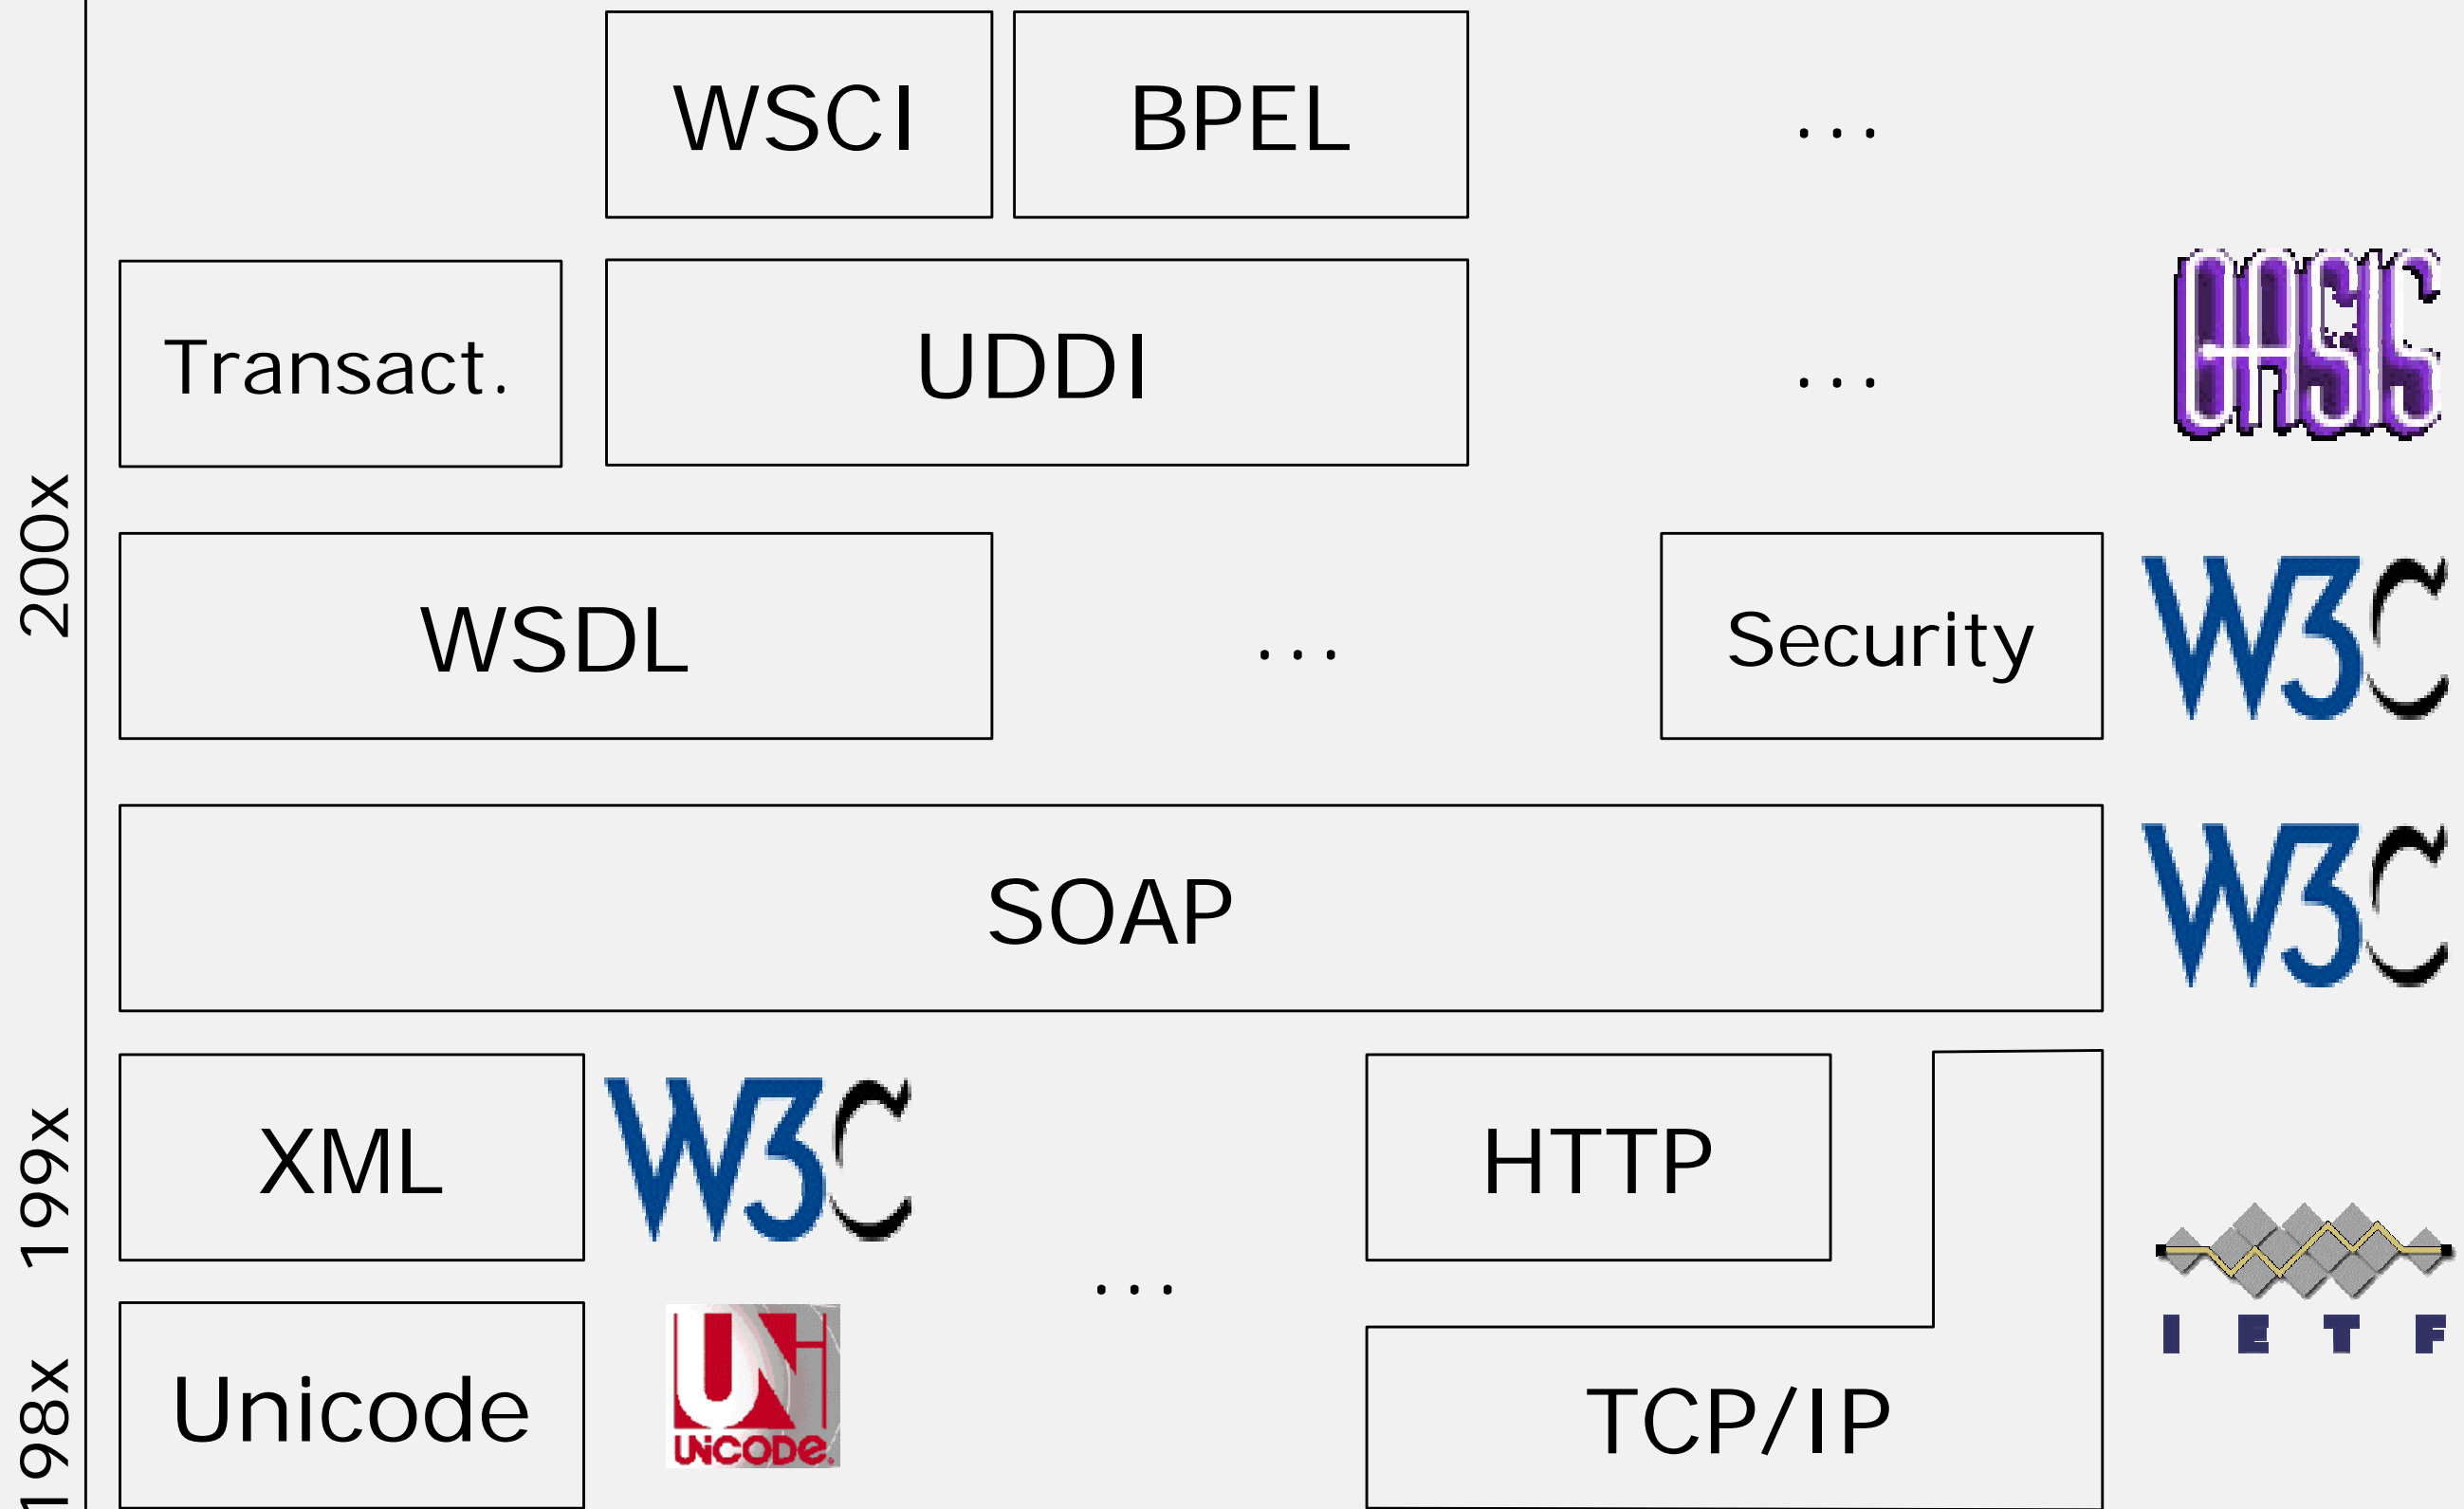 WSCI
BPEL
...
Transact.
UDDI
...
OASIS
200x
WSDL
...
Security
W3C
SOAP
W3C
199x
XML
W3C
HTTP
...
IETF
198x
Unicode
UNICODE
TCP/IP